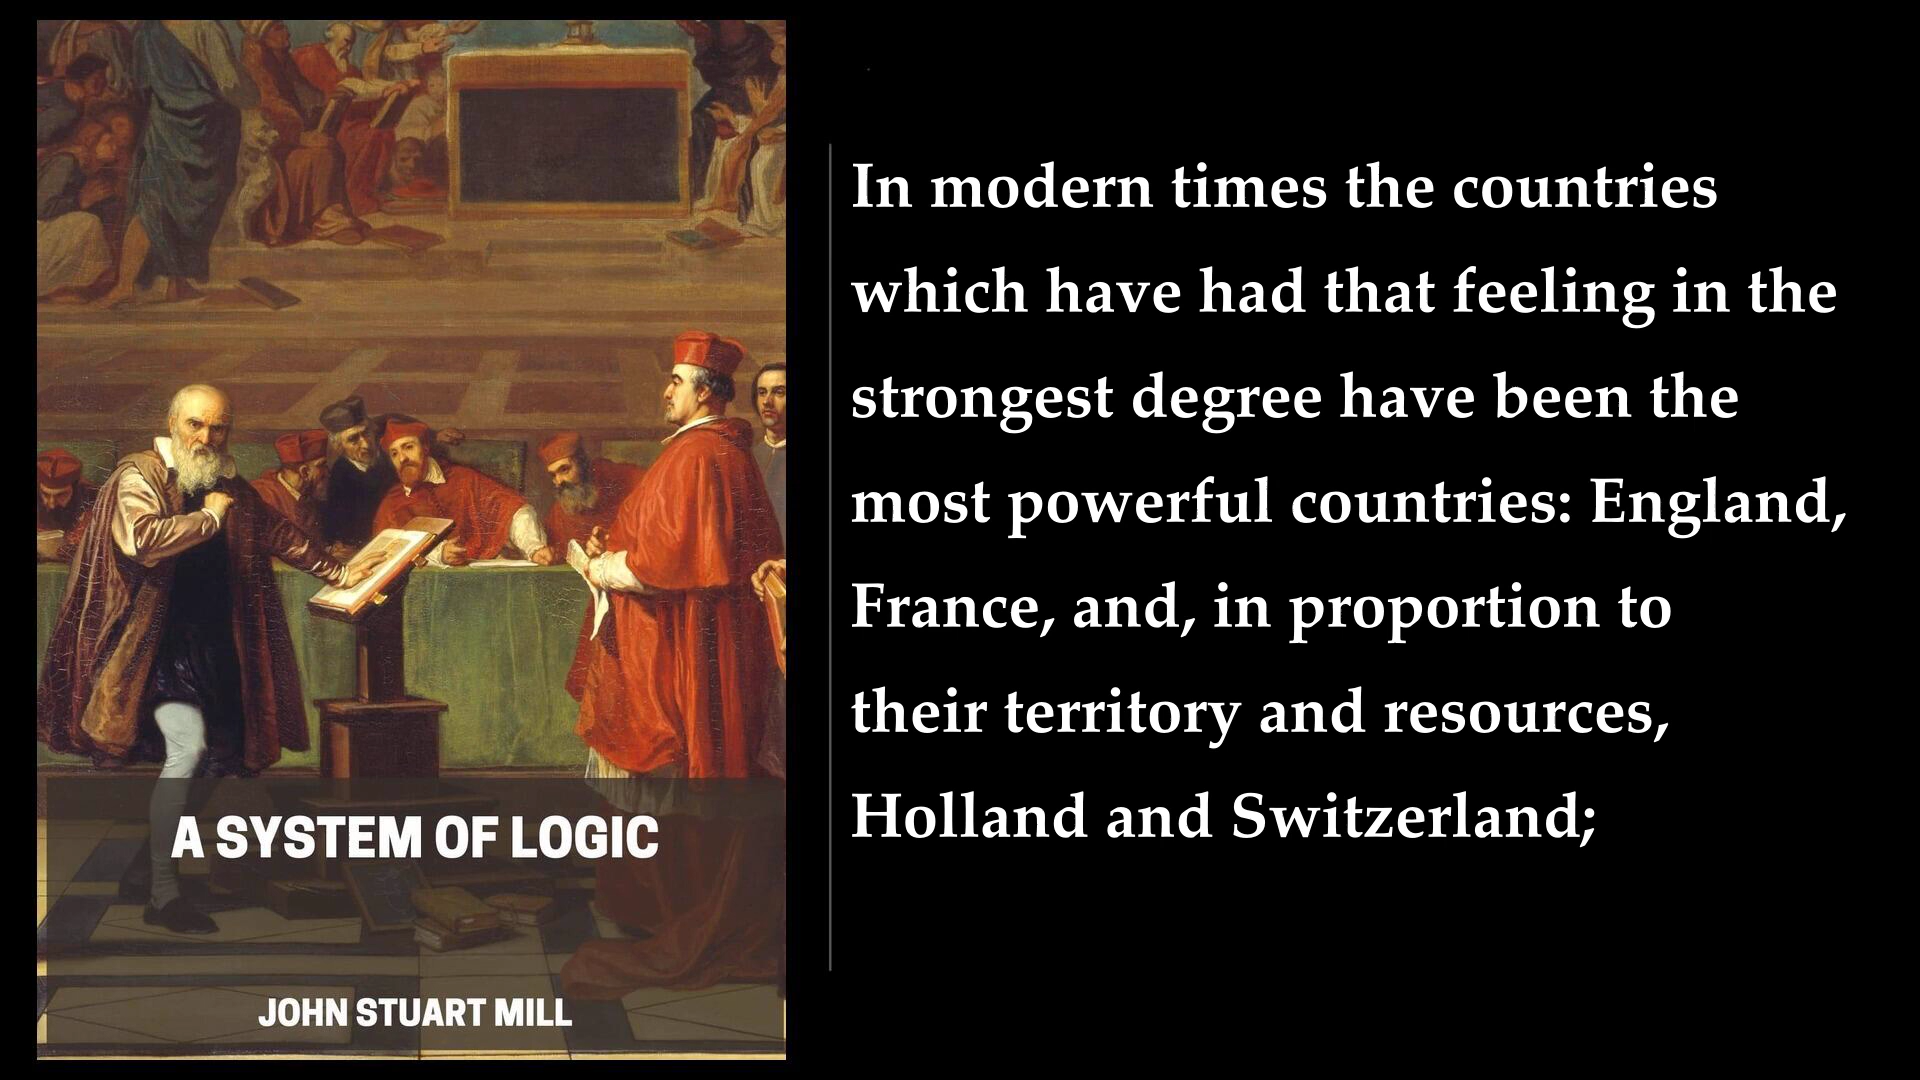 A SYSTEM OF LOGIC
JOHN STUART MILL
In modern times the countries
which have had that feeling in the
strongest degree have been the
most powerful countries: England,
France, and, in proportion to
their territory and resources,
Holland and Switzerland;